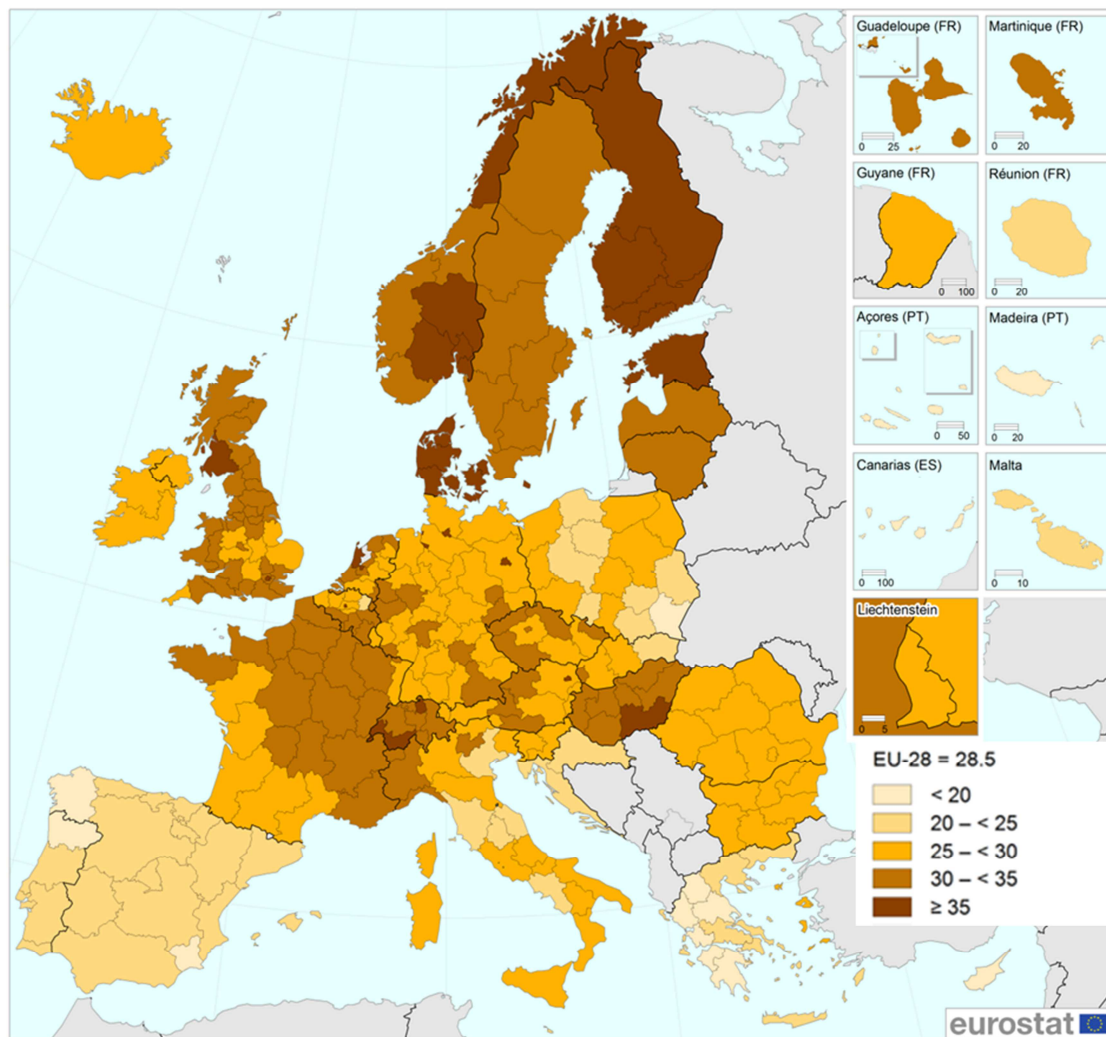 Guadeloupe (FR)
0 25
Martinique (FR)
0 20
Guyane (FR)
0 100
Réunion (FR)
0 20
Açores (PT)
0 50
Madeira (PT)
0 20
Canarias (ES)
0 100
Malta
0 10
Liechtenstein
0 5
EU-28 = 28.5
< 20
20 – < 25
25 – < 30
30 – < 35
≥ 35
eurostat